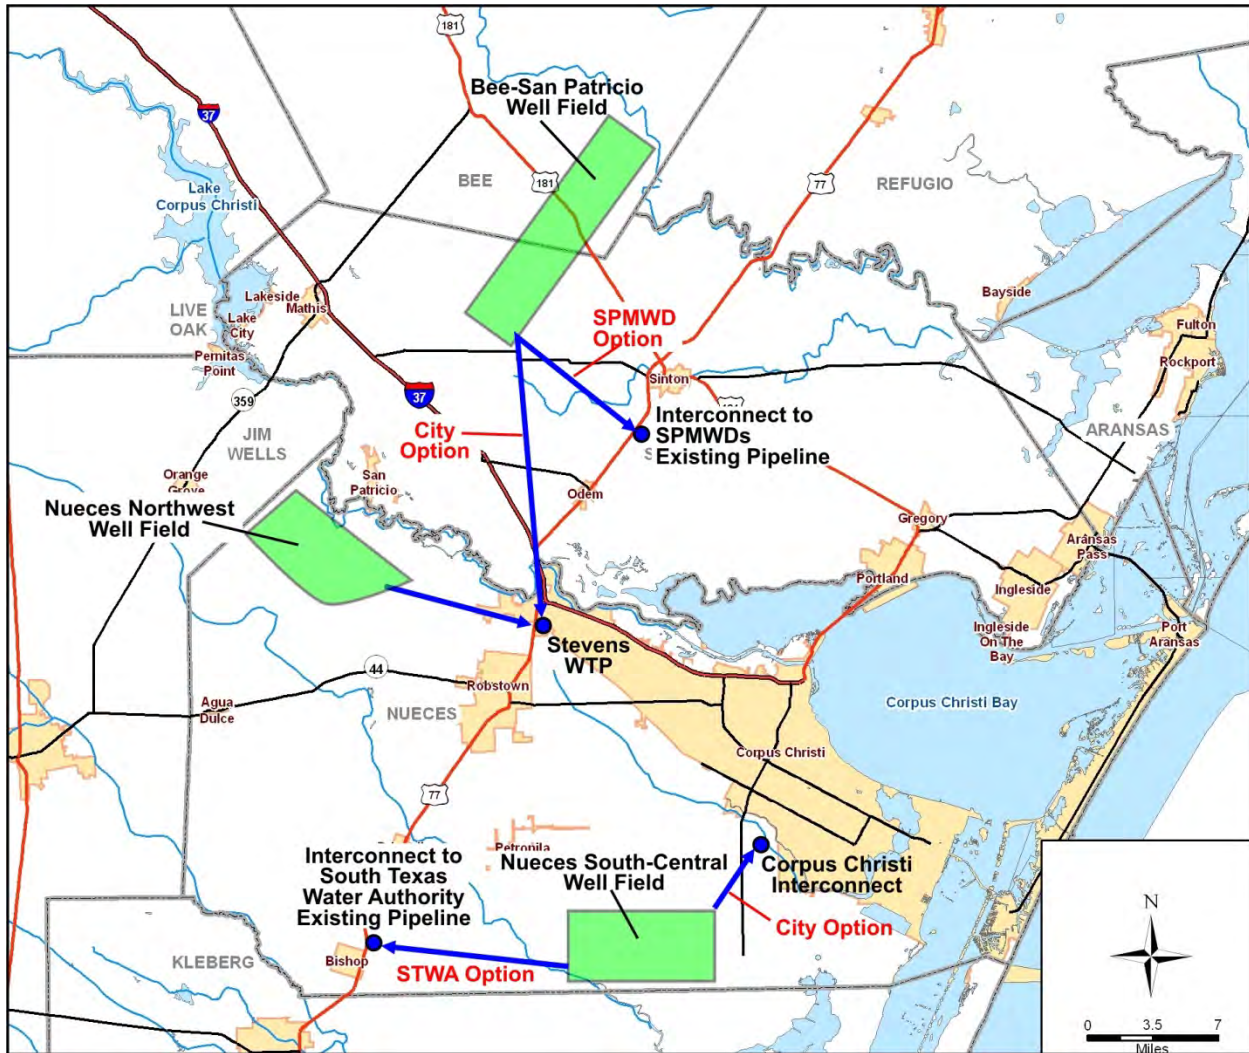 181
37
Bee-San Patricio
Well Field
BEE
181
77
REFUGIO
Lake
Corpus Christi
Bayside
Lakeside
Mathis
LIVE
OAK
Lake
City
Pernitas
Point
SPMWD
Option
Fulton
Rockport
Sinton
37
359
City
Option
Interconnect to
SPMWDs
Existing Pipeline
S
ARANSAS
JIM
WELLS
San
Patricio
Orange
Grove
Odem
Nueces Northwest
Well Field
Gregory
Aransas
Pass
Portland
Ingleside
Ingleside
On The
Bay
Port
Aransas
Stevens
WTP
44
Robstown
Agua
Dulce
NUECES
Corpus Christi Bay
Corpus Christi
77
Petronila
Interconnect to
South Texas
Water Authority
Existing Pipeline
Nueces South-Central
Well Field
Corpus Christi
Interconnect
City Option
KLEBERG
Bishop
STWA Option
N
0 3.5 7
Miles